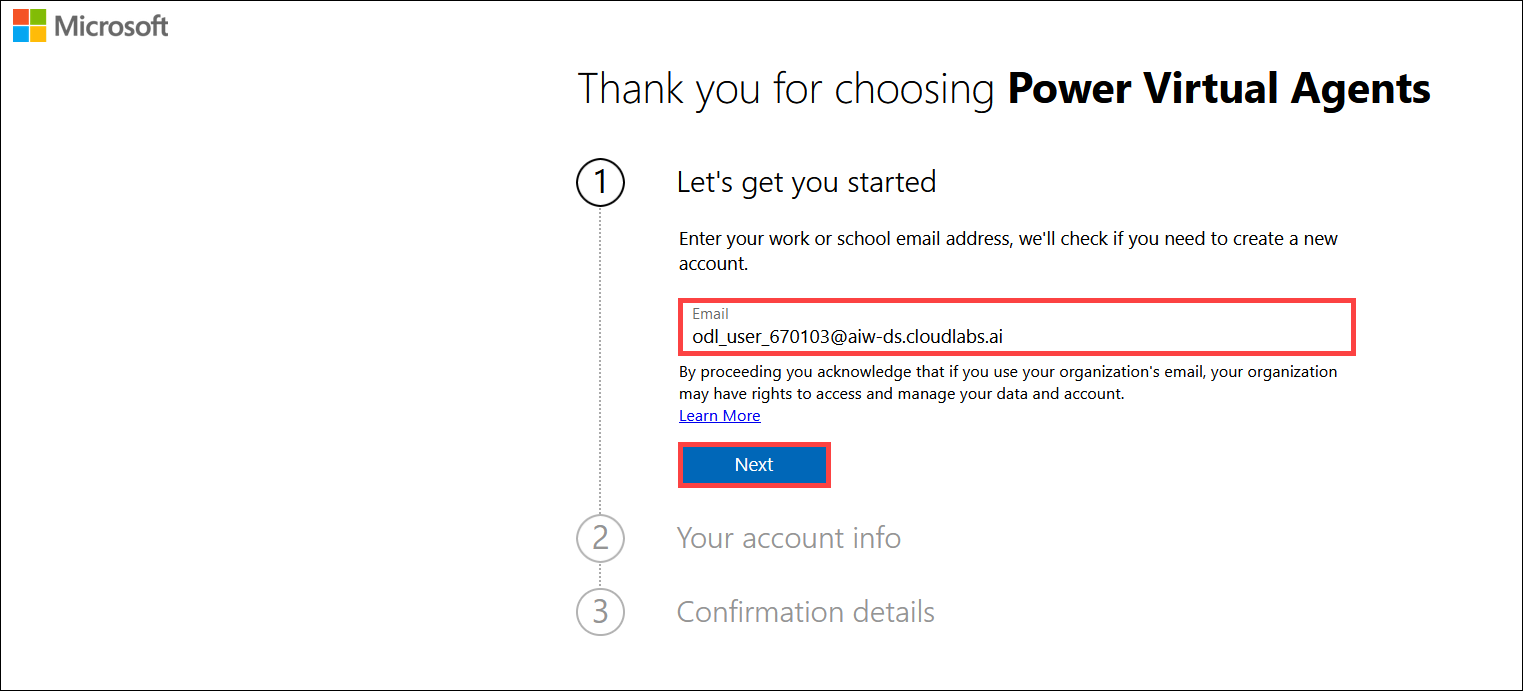 Microsoft
Thank you for choosing Power Virtual Agents
1
Let's get you started
Enter your work or school email address, we'll check if you need to create a new
account.
Email
odl_user_670103@aiw-ds.cloudlabs.ai
By proceeding you acknowledge that if you use your organization's email, your organization
may have rights to access and manage your data and account.
Learn More
Next
2
Your account info
3
Confirmation details